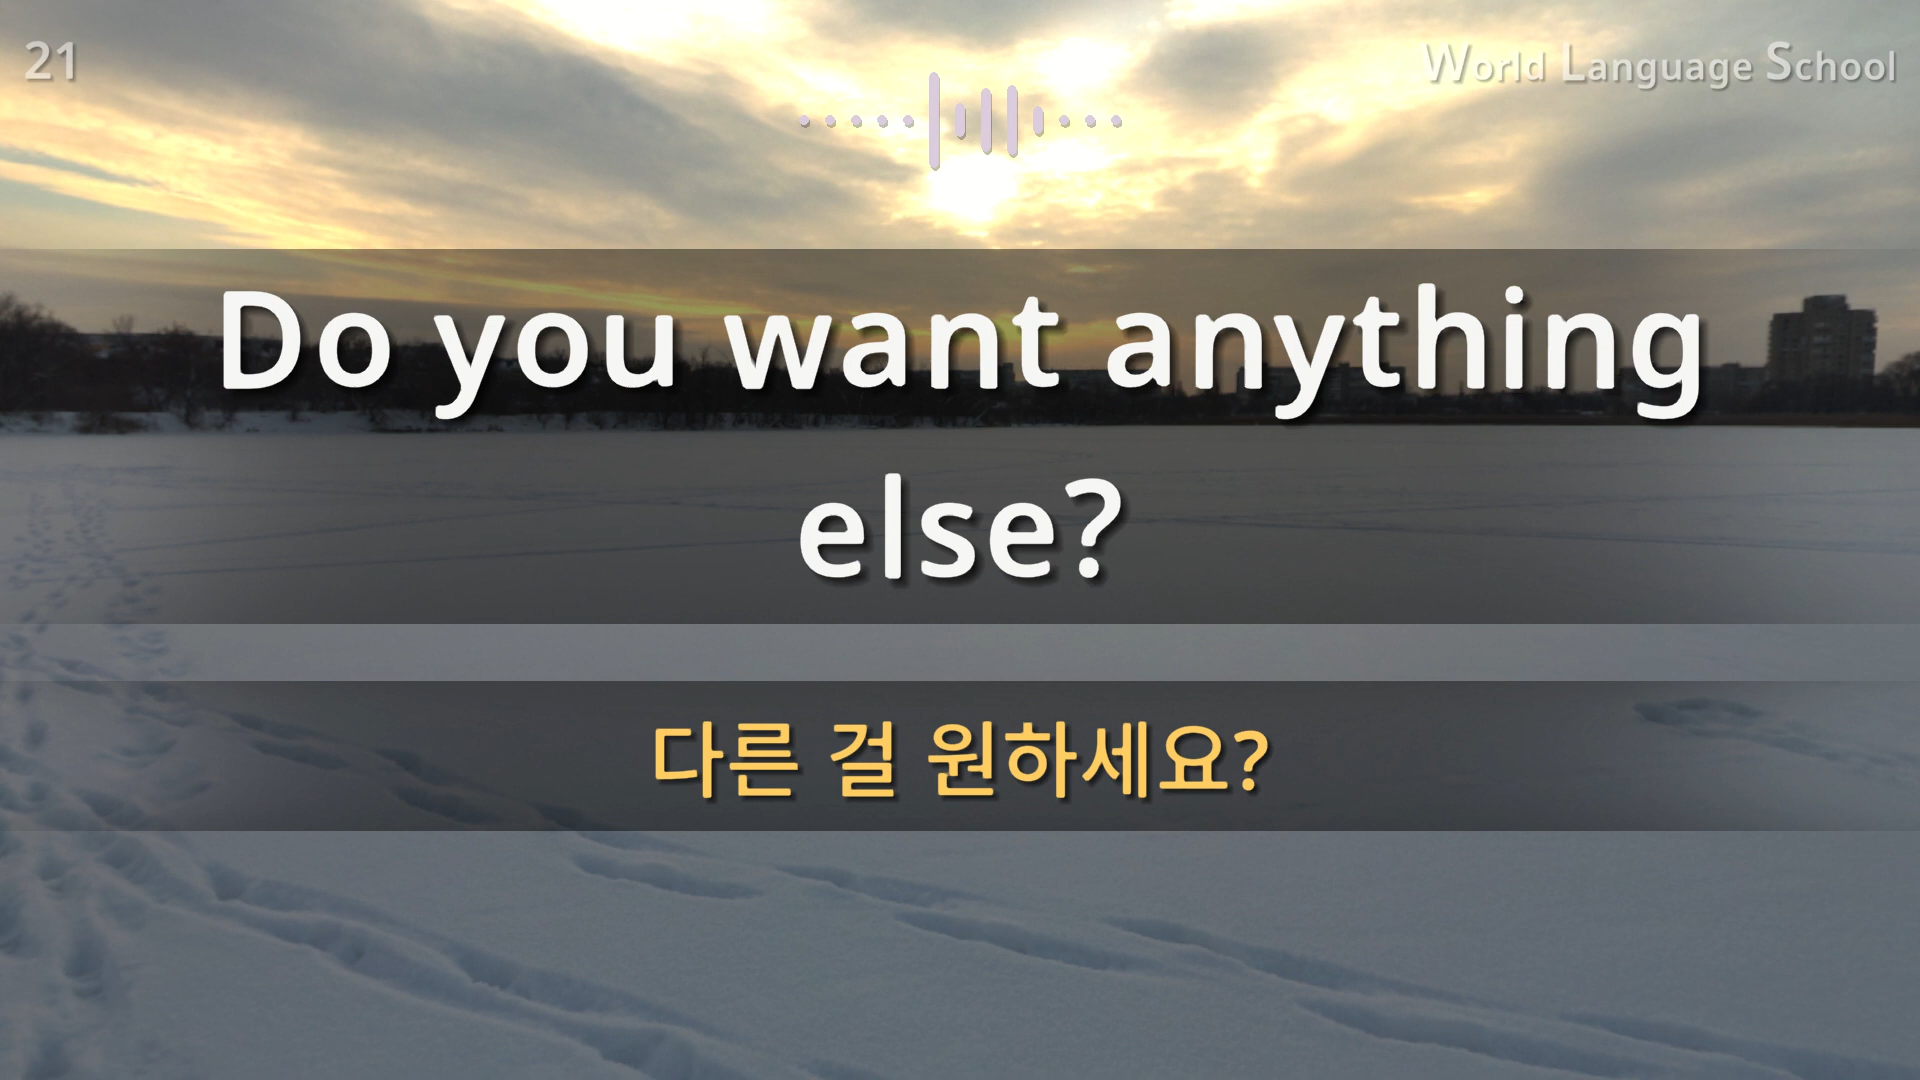 21
World Language School
Do you want anything
else?
다른 걸 원하세요?